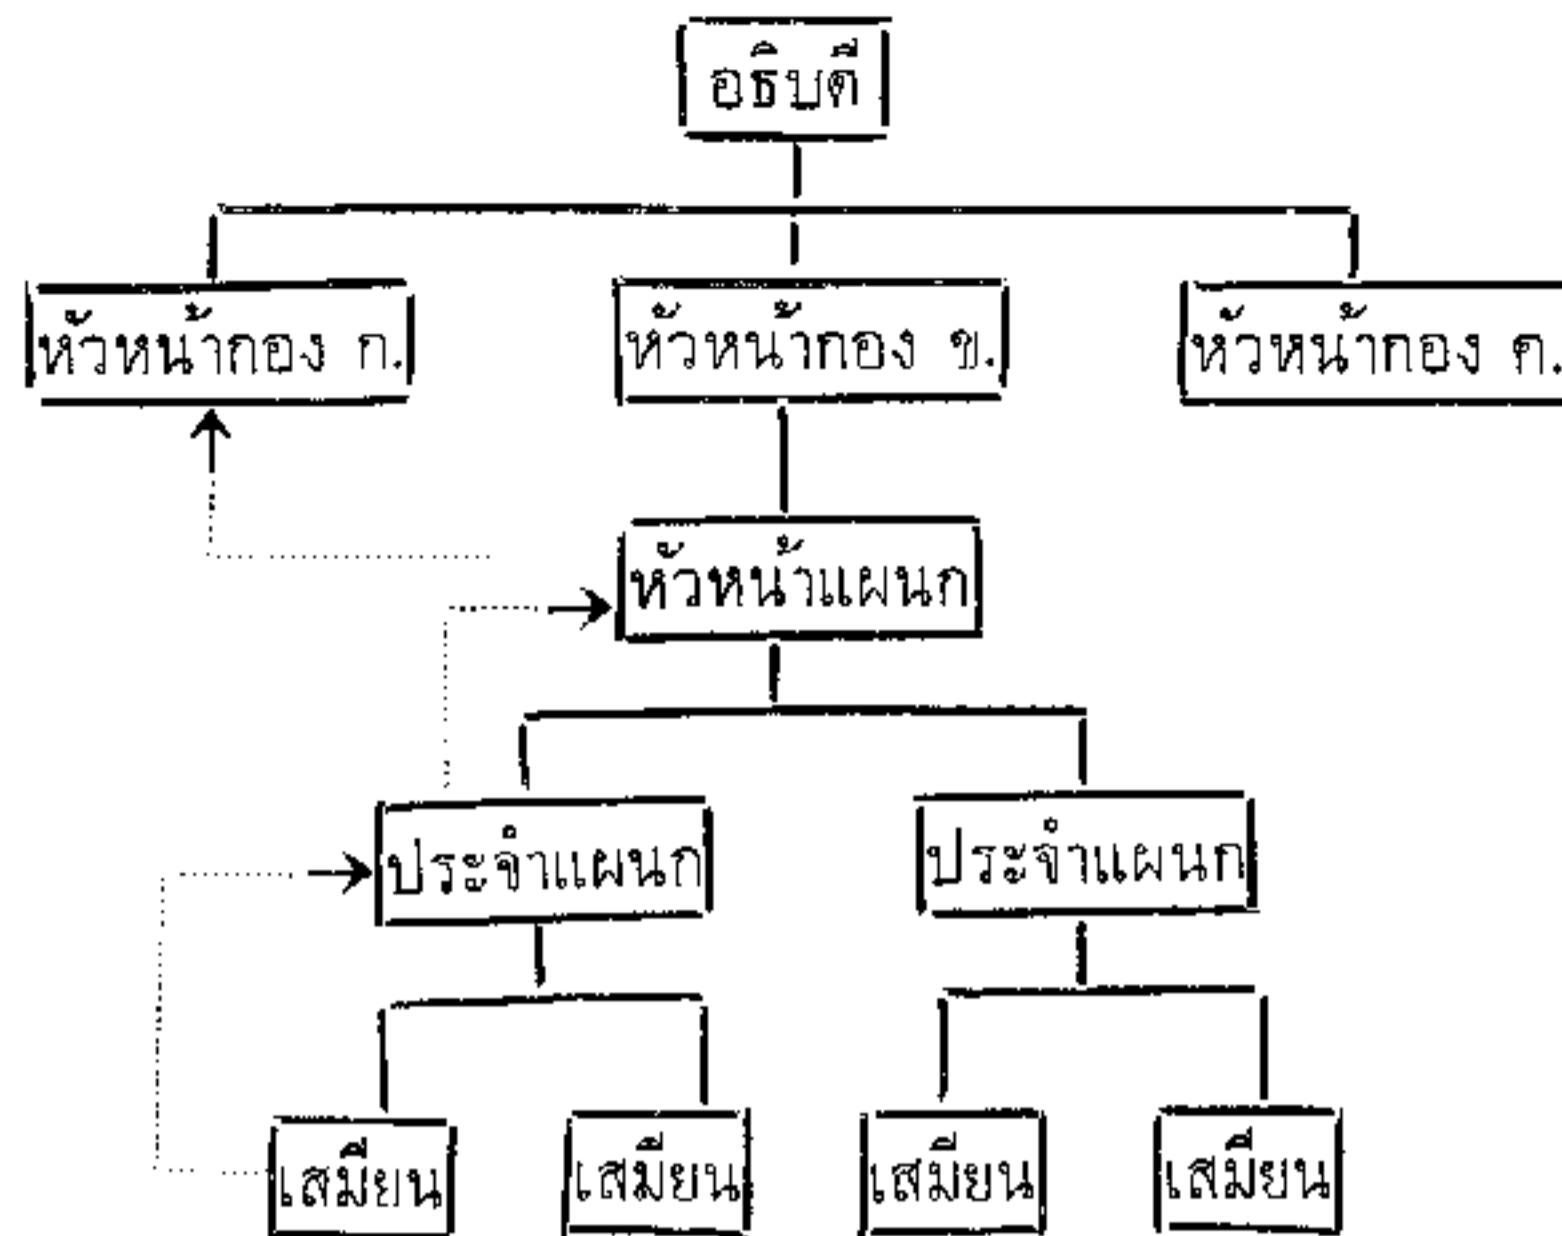 อธิบดี
หัวหน้ากอง ก.
หัวหน้ากอง ข.
หัวหน้ากอง ค.
หัวหน้าแผนก
ประจำแผนก
ประจำแผนก
เสมียน
เสมียน
เสมียน
เสมียน